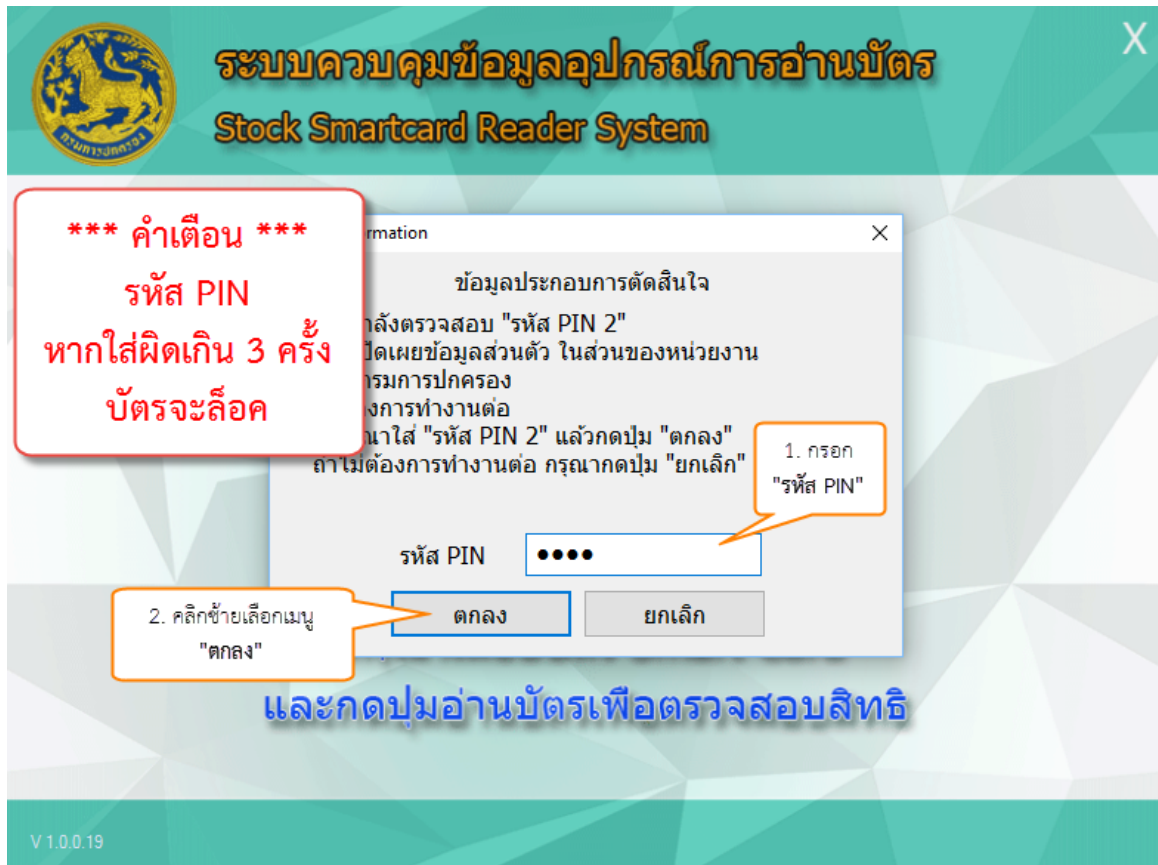 ระบบควบคุมข้อมูลอุปกรณ์การอ่านบัตร
X
Stock Smartcard Reader System
กรมการปกครอง
*** คำเตือน ***
รหัส PIN
หากใส่ผิดเกิน 3 ครั้ง
บัตรจะล็อค
rmation
ข้อมูลประกอบการตัดสินใจ
ลังตรวจสอบ "รหัส PIN 2"
ปิดเผยข้อมูลส่วนตัว ในส่วนของหน่วยงาน
รมการปกครอง
งการทำงานต่อ
ณาใส่ "รหัส PIN 2" แล้วกดปุ่ม "ตกลง"
ถ้าไม่ต้องการทำงานต่อ กรุณากดปุ่ม "ยกเลิก"
1. กรอก
"รหัส PIN"
รหัส PIN ●●●●
ตกลง ยกเลิก
2. คลิกซ้ายเลือกเมนู
"ตกลง"
และกดปุ่มอ่านบัตรเพื่อตรวจสอบสิทธิ
V 1.0.0.19